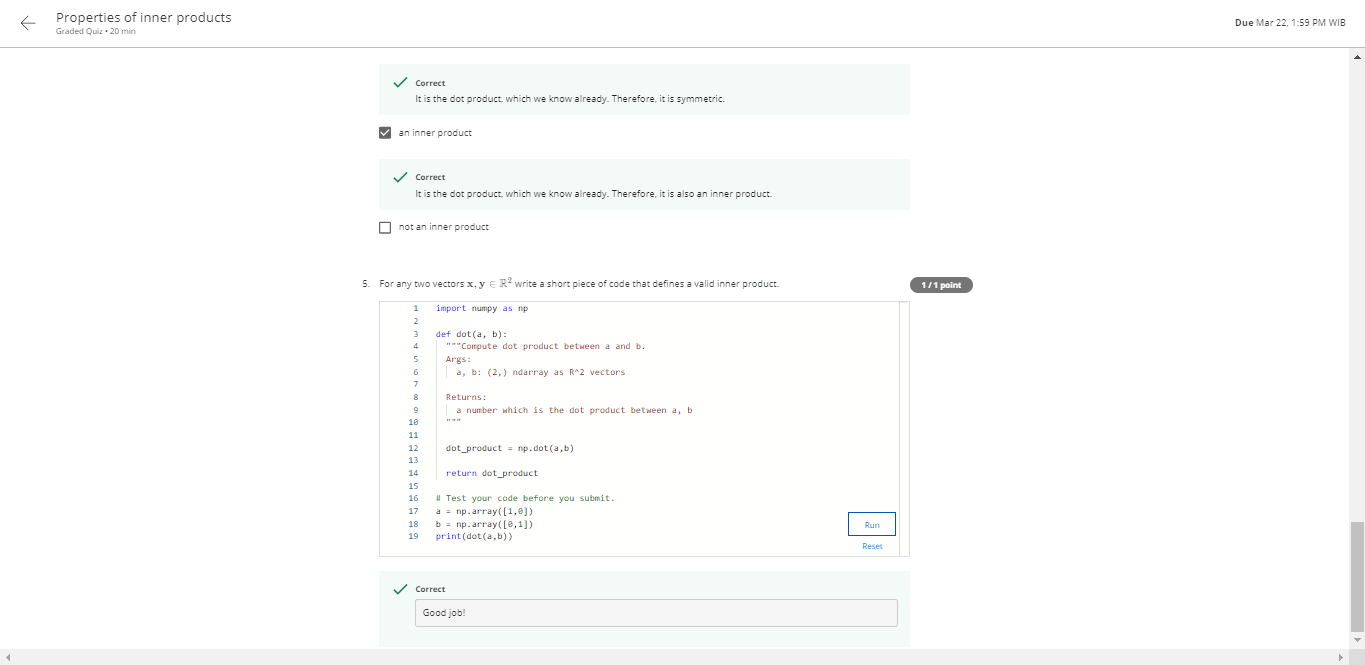 Properties of inner products
Graded Quiz • 20 min
Due Mar 22, 1:59 PM WIB
Correct
It is the dot product, which we know already. Therefore, it is symmetric.
an inner product
Correct
It is the dot product, which we know already. Therefore, it is also an inner product.
not an inner product
5. For any two vectors x, y ∈ ℝ² write a short piece of code that defines a valid inner product.
1 / 1 point
1 import numpy as np
2
3 def dot(a, b):
4 """Compute dot product between a and b.
5 Args:
6 a, b: (2,) ndarray as R^2 vectors
7
8 Returns:
9 a number which is the dot product between a, b
10 """
11
12 dot_product = np.dot(a,b)
13
14 return dot_product
15
16 # Test your code before you submit.
17 a = np.array([1,0])
18 b = np.array([0,1])
19 print(dot(a,b))
Run
Reset
Correct
Good job!